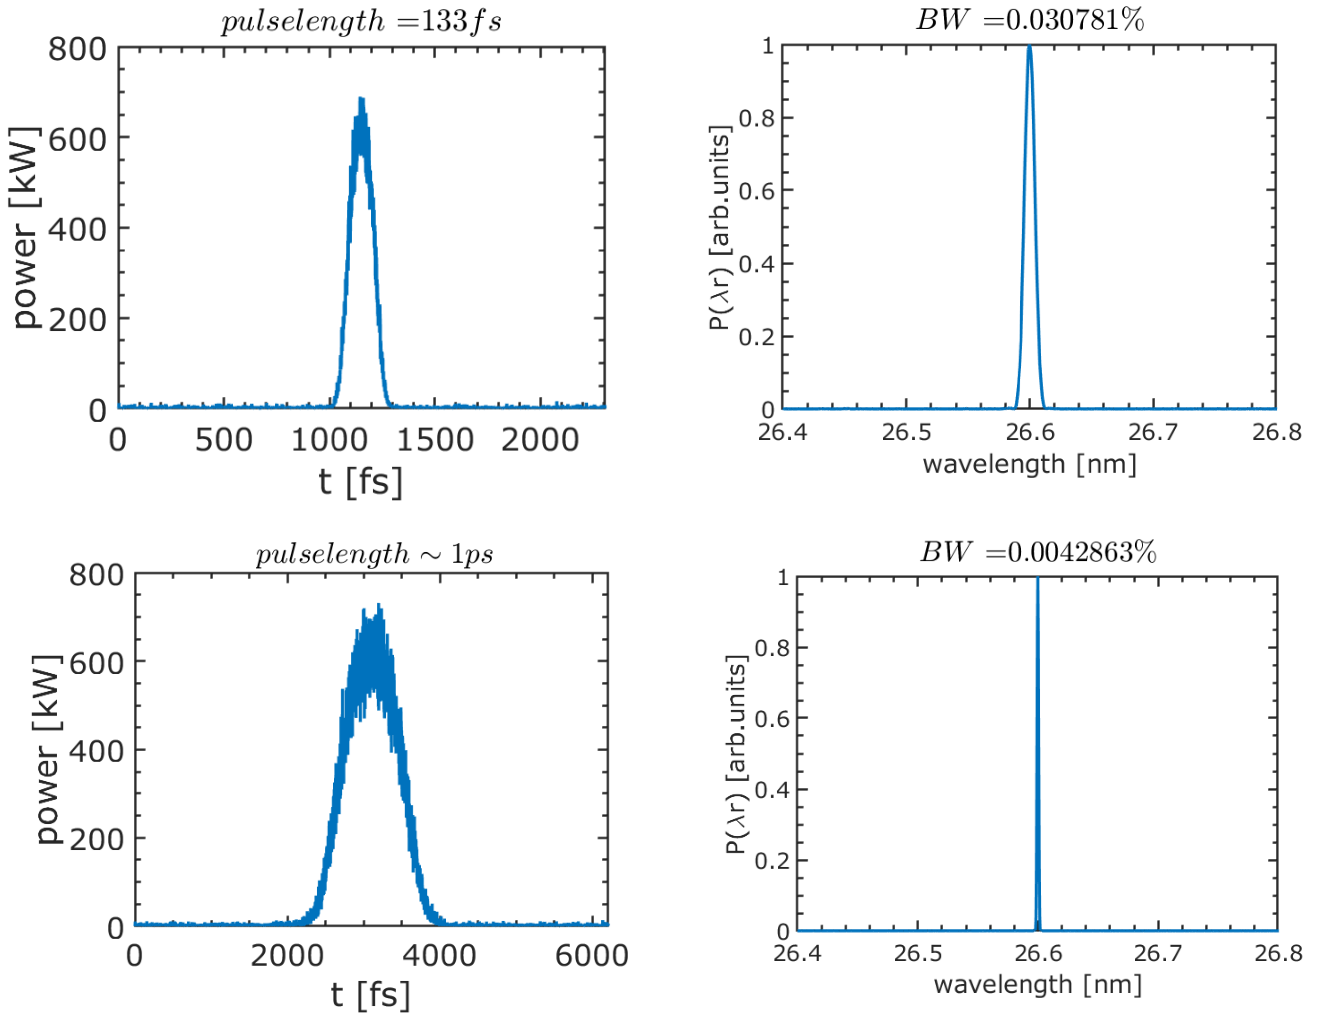 pulselength =133fs
800
600
400
200
0
power [kW]
0 500 1000 1500 2000
t [fs]
BW =0.030781%
1
0.8
0.6
0.4
0.2
0
P(λr) [arb.units]
26.4 26.5 26.6 26.7 26.8
wavelength [nm]
pulselength ∼ 1ps
800
600
400
200
0
power [kW]
0 2000 4000 6000
t [fs]
BW =0.0042863%
1
0.8
0.6
0.4
0.2
0
P(λr) [arb.units]
26.4 26.5 26.6 26.7 26.8
wavelength [nm]